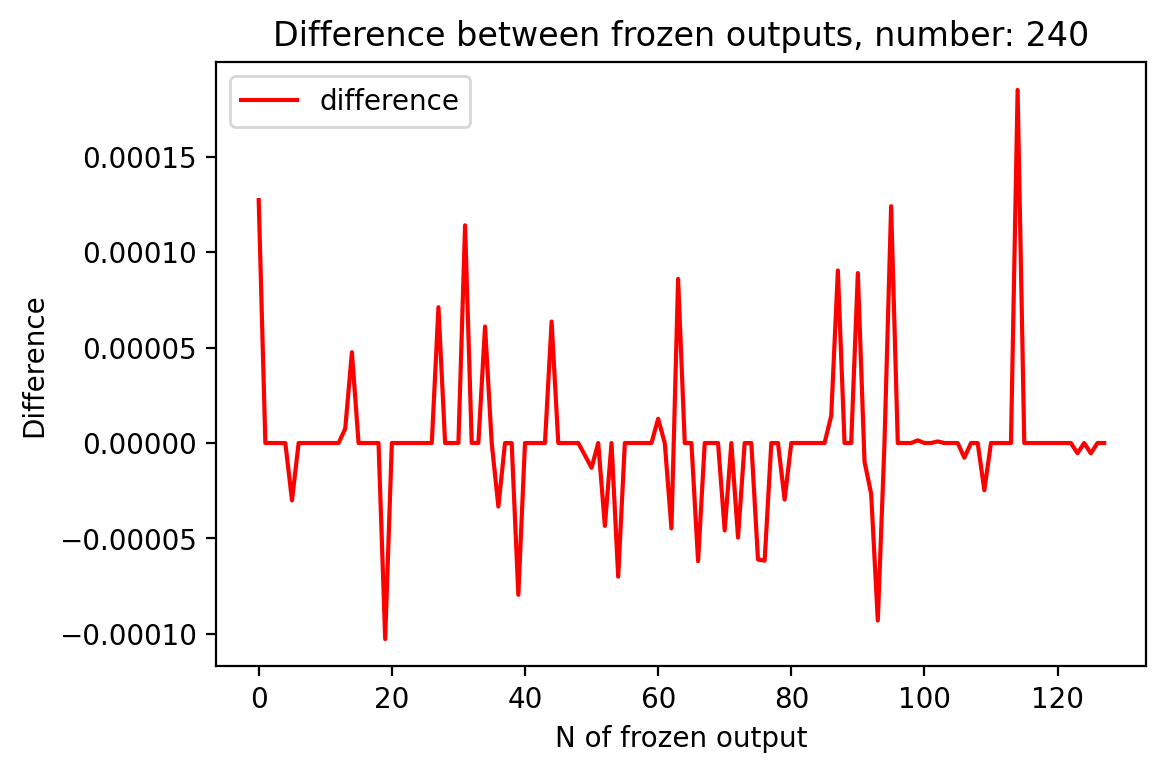 Difference between frozen outputs, number: 240
difference
0.00015
0.00010
0.00005
0.00000
−0.00005
−0.00010
Difference
0 20 40 60 80 100 120
N of frozen output